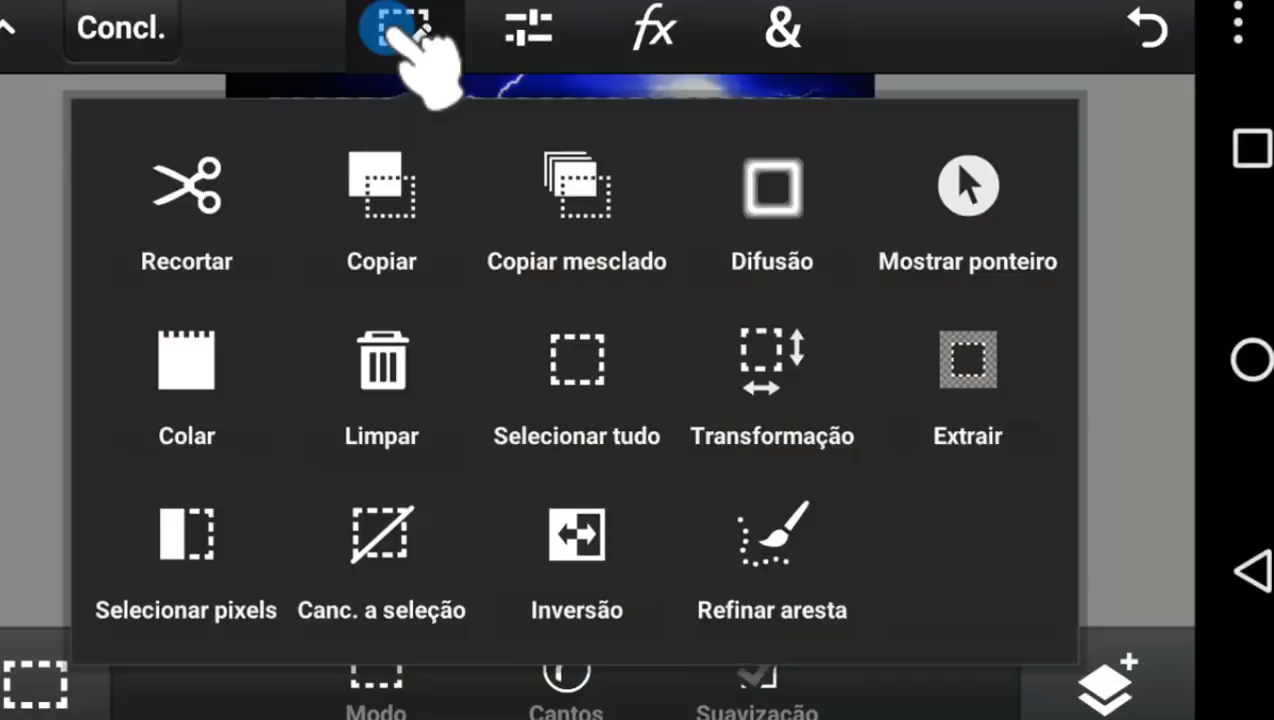 Concl.
fx
&
Recortar
Copiar
Copiar mesclado
Difusão
Mostrar ponteiro
Colar
Limpar
Selecionar tudo
Transformação
Extrair
Selecionar pixels
Canc. a seleção
Inversão
Refinar aresta
Modo
Cantos
Suavização